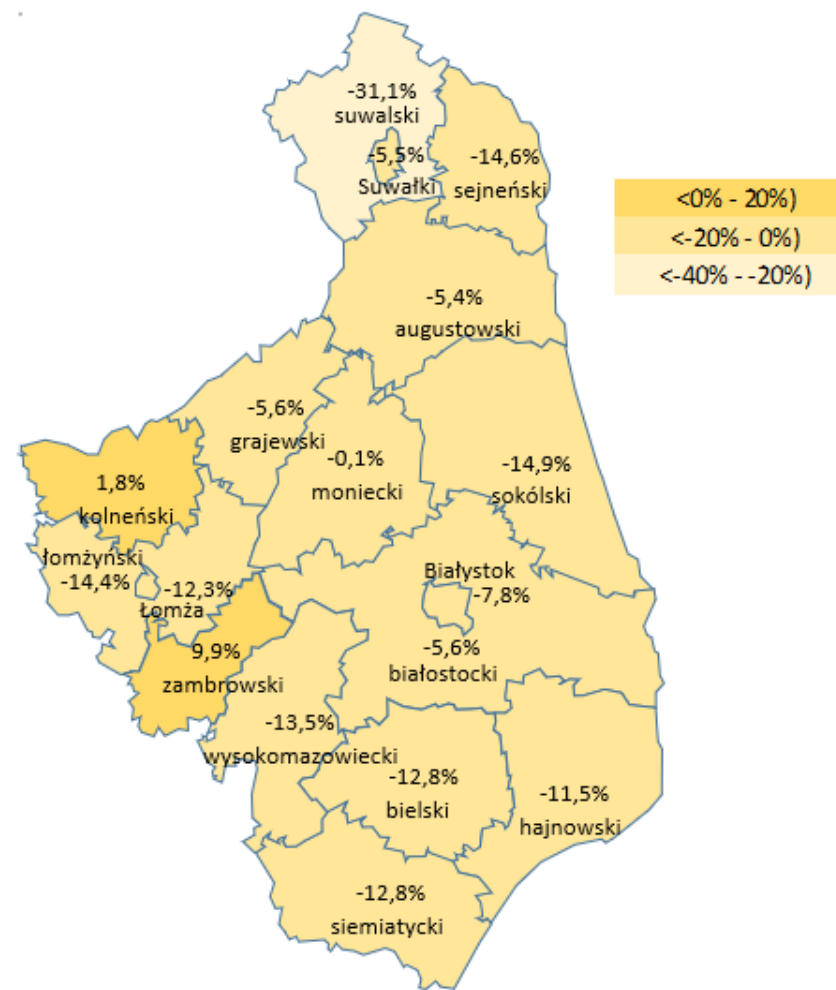 -31,1%
suwalski
-5,5%
Suwałki
-14,6%
sejneński
<0% - 20%)
<-20% - 0%)
<-40% - -20%)
-5,4%
augustowski
-5,6%
grajewski
-0,1%
moniecki
-14,9%
sokólski
1,8%
kolneński
łomżyński
-14,4%
-12,3%
Łomża
Białystok
-7,8%
-5,6%
białostocki
9,9%
zambrowski
-13,5%
wysokomazowiecki
-12,8%
bielski
-11,5%
hajnowski
-12,8%
siemiatycki